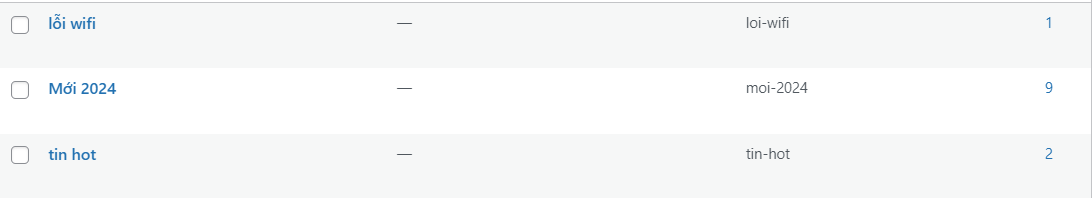 lỗi wifi — loi-wifi 1
Mới 2024 — moi-2024 9
tin hot — tin-hot 2